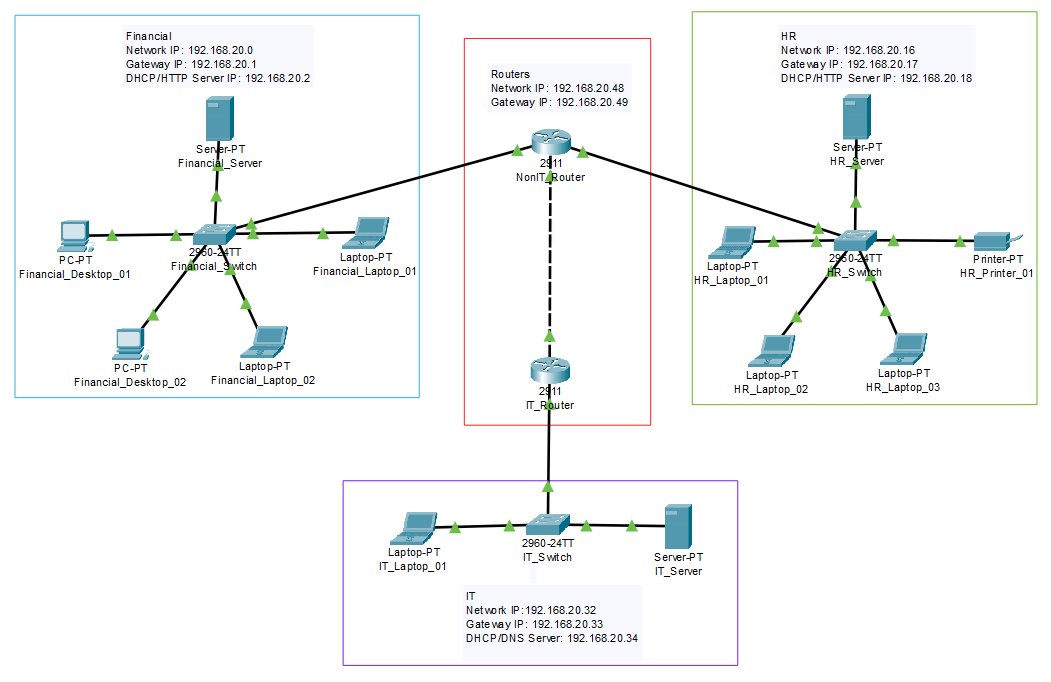 Financial
Network IP: 192.168.20.0
Gateway IP: 192.168.20.1
DHCP/HTTP Server IP: 192.168.20.2
Server-PT
Financial_Server
PC-PT
Financial_Desktop_01
2960-24TT
Financial_Switch
Laptop-PT
Financial_Laptop_01
PC-PT
Financial_Desktop_02
Laptop-PT
Financial_Laptop_02
Routers
Network IP: 192.168.20.48
Gateway IP: 192.168.20.49
2911
NonIT_Router
2911
IT_Router
HR
Network IP: 192.168.20.16
Gateway IP: 192.168.20.17
DHCP/HTTP Server IP: 192.168.20.18
Server-PT
HR_Server
Laptop-PT
HR_Laptop_01
2960-24TT
HR_Switch
Printer-PT
HR_Printer_01
Laptop-PT
HR_Laptop_02
Laptop-PT
HR_Laptop_03
Laptop-PT
IT_Laptop_01
2960-24TT
IT_Switch
Server-PT
IT_Server
IT
Network IP:192.168.20.32
Gateway IP: 192.168.20.33
DHCP/DNS Server: 192.168.20.34